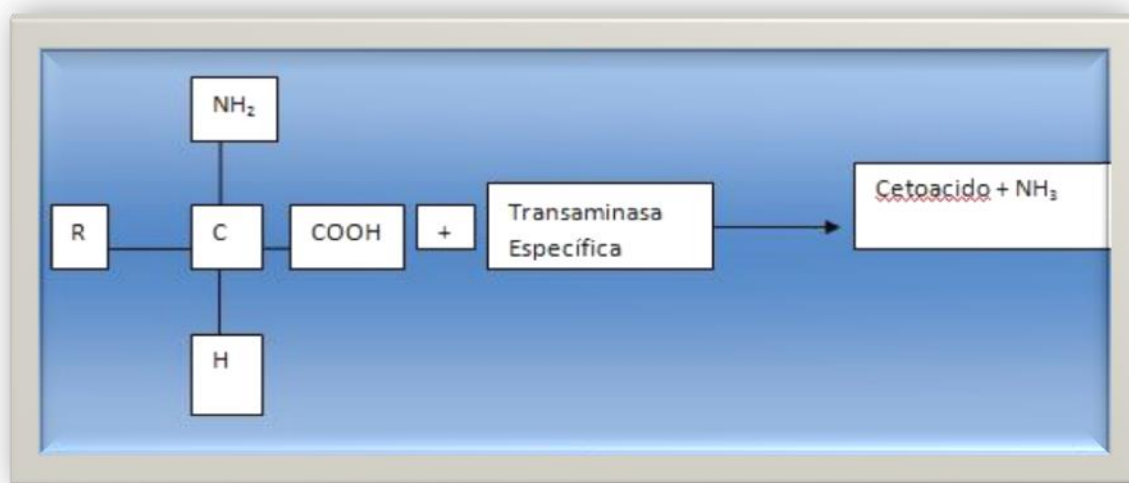 NH₂
R
C
COOH
+
Transaminasa
Específica
Cetoacido + NH₃
H